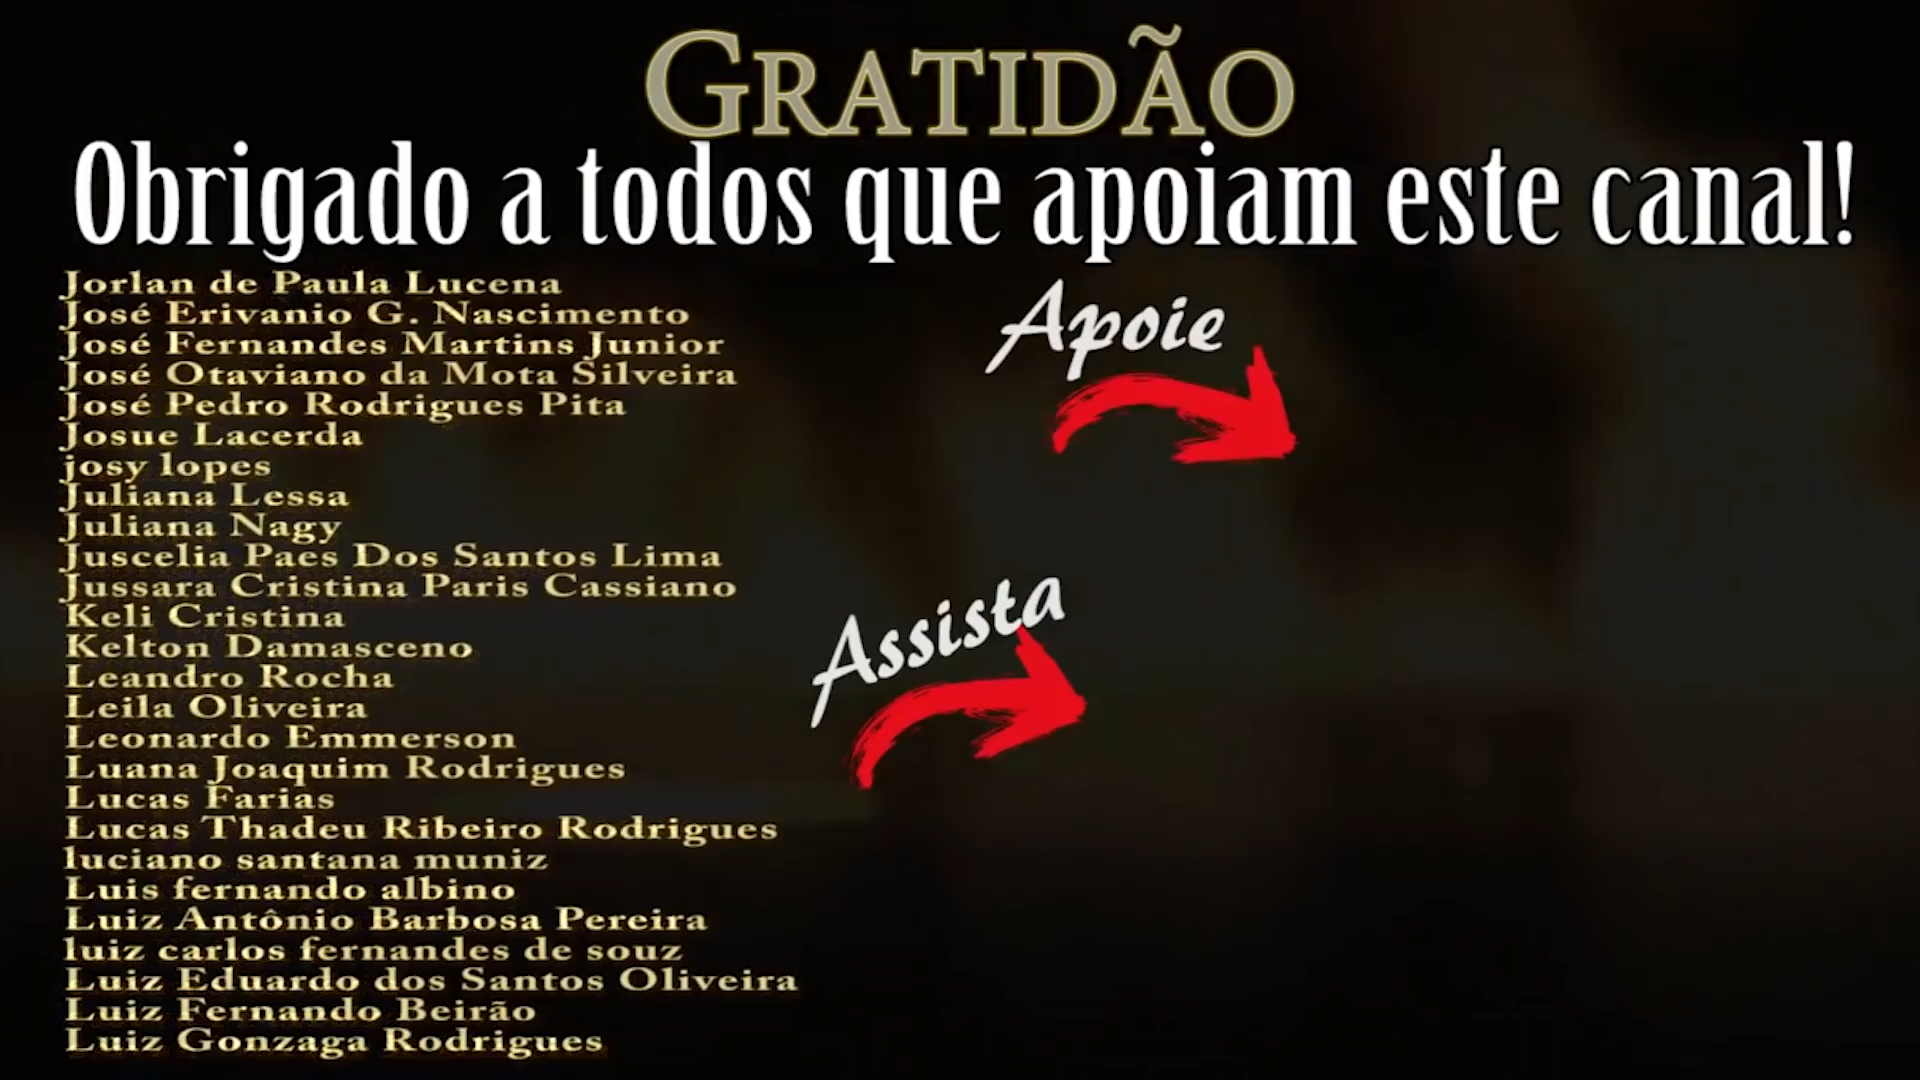 GRATIDÃO
Obrigado a todos que apoiam este canal!
Jorlan de Paula Lucena
José Erivanio G. Nascimento
José Fernandes Martins Junior
José Otaviano da Mota Silveira
José Pedro Rodrigues Pita
Josue Lacerda
josy lopes
Juliana Lessa
Juliana Nagy
Juscelia Paes Dos Santos Lima
Jussara Cristina Paris Cassiano
Keli Cristina
Kelton Damasceno
Leandro Rocha
Leila Oliveira
Leonardo Emmerson
Luana Joaquim Rodrigues
Lucas Farias
Lucas Thadeu Ribeiro Rodrigues
luciano santana muniz
Luis fernando albino
Luiz Antônio Barbosa Pereira
luiz carlos fernandes de souz
Luiz Eduardo dos Santos Oliveira
Luiz Fernando Beirão
Luiz Gonzaga Rodrigues
Apoie
Assista